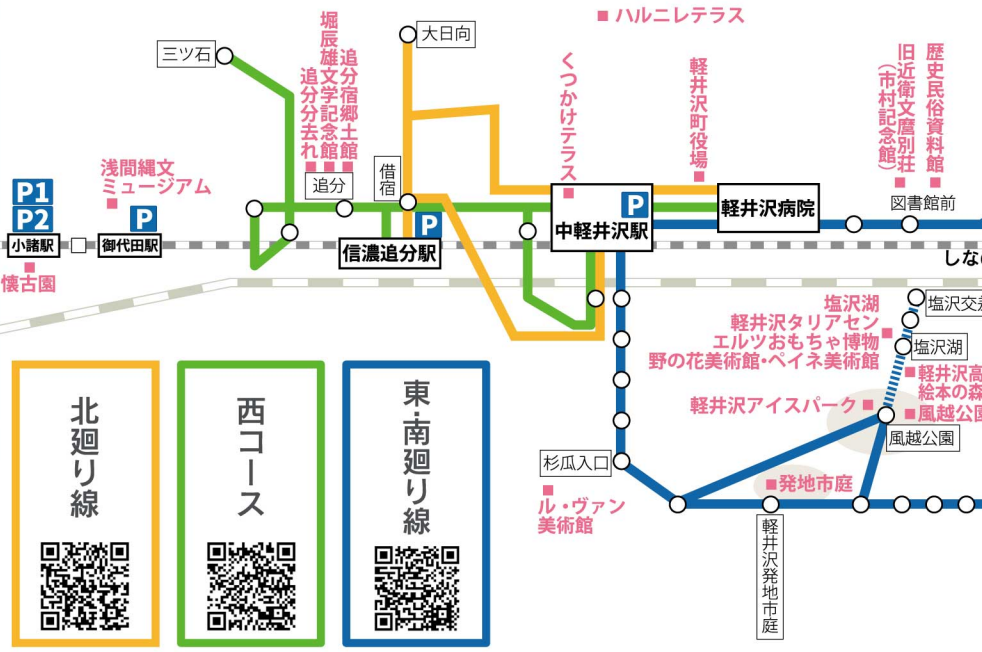 ハルニレテラス
大日向
三ツ石
堀辰雄文学記念館
追分宿郷土館
追分分去れ
くつかけテラス
軽井沢町役場
旧近衛文麿別荘
(市村記念館)
歴史民俗資料館
浅間縄文
ミュージアム
借宿
追分
P1
P2
P
P
P
軽井沢病院
図書館前
小諸駅
御代田駅
信濃追分駅
中軽井沢駅
しなの
懐古園
塩沢湖
軽井沢タリアセン
エルツおもちゃ博物
野の花美術館・ペイネ美術館
塩沢交差
塩沢湖
軽井沢高
絵本の森
軽井沢アイスパーク
風越公園
風越公園
杉瓜入口
発地市庭
ル・ヴァン
美術館
軽井沢発地市庭
北廻り線
西コース
東・南廻り線